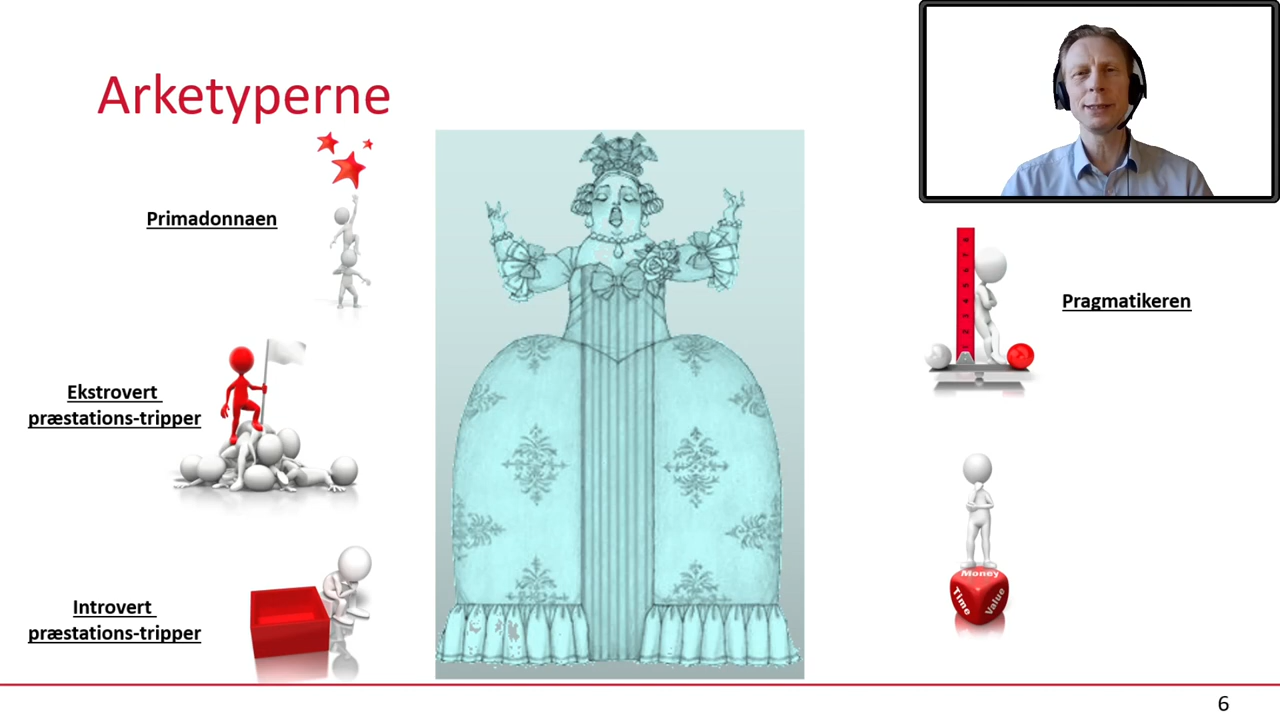 Arketyperne
Primadonnaen
Ekstrovert
præstations-tripper
Introvert
præstations-tripper
Pragmatikeren
Money
Time
Value
6